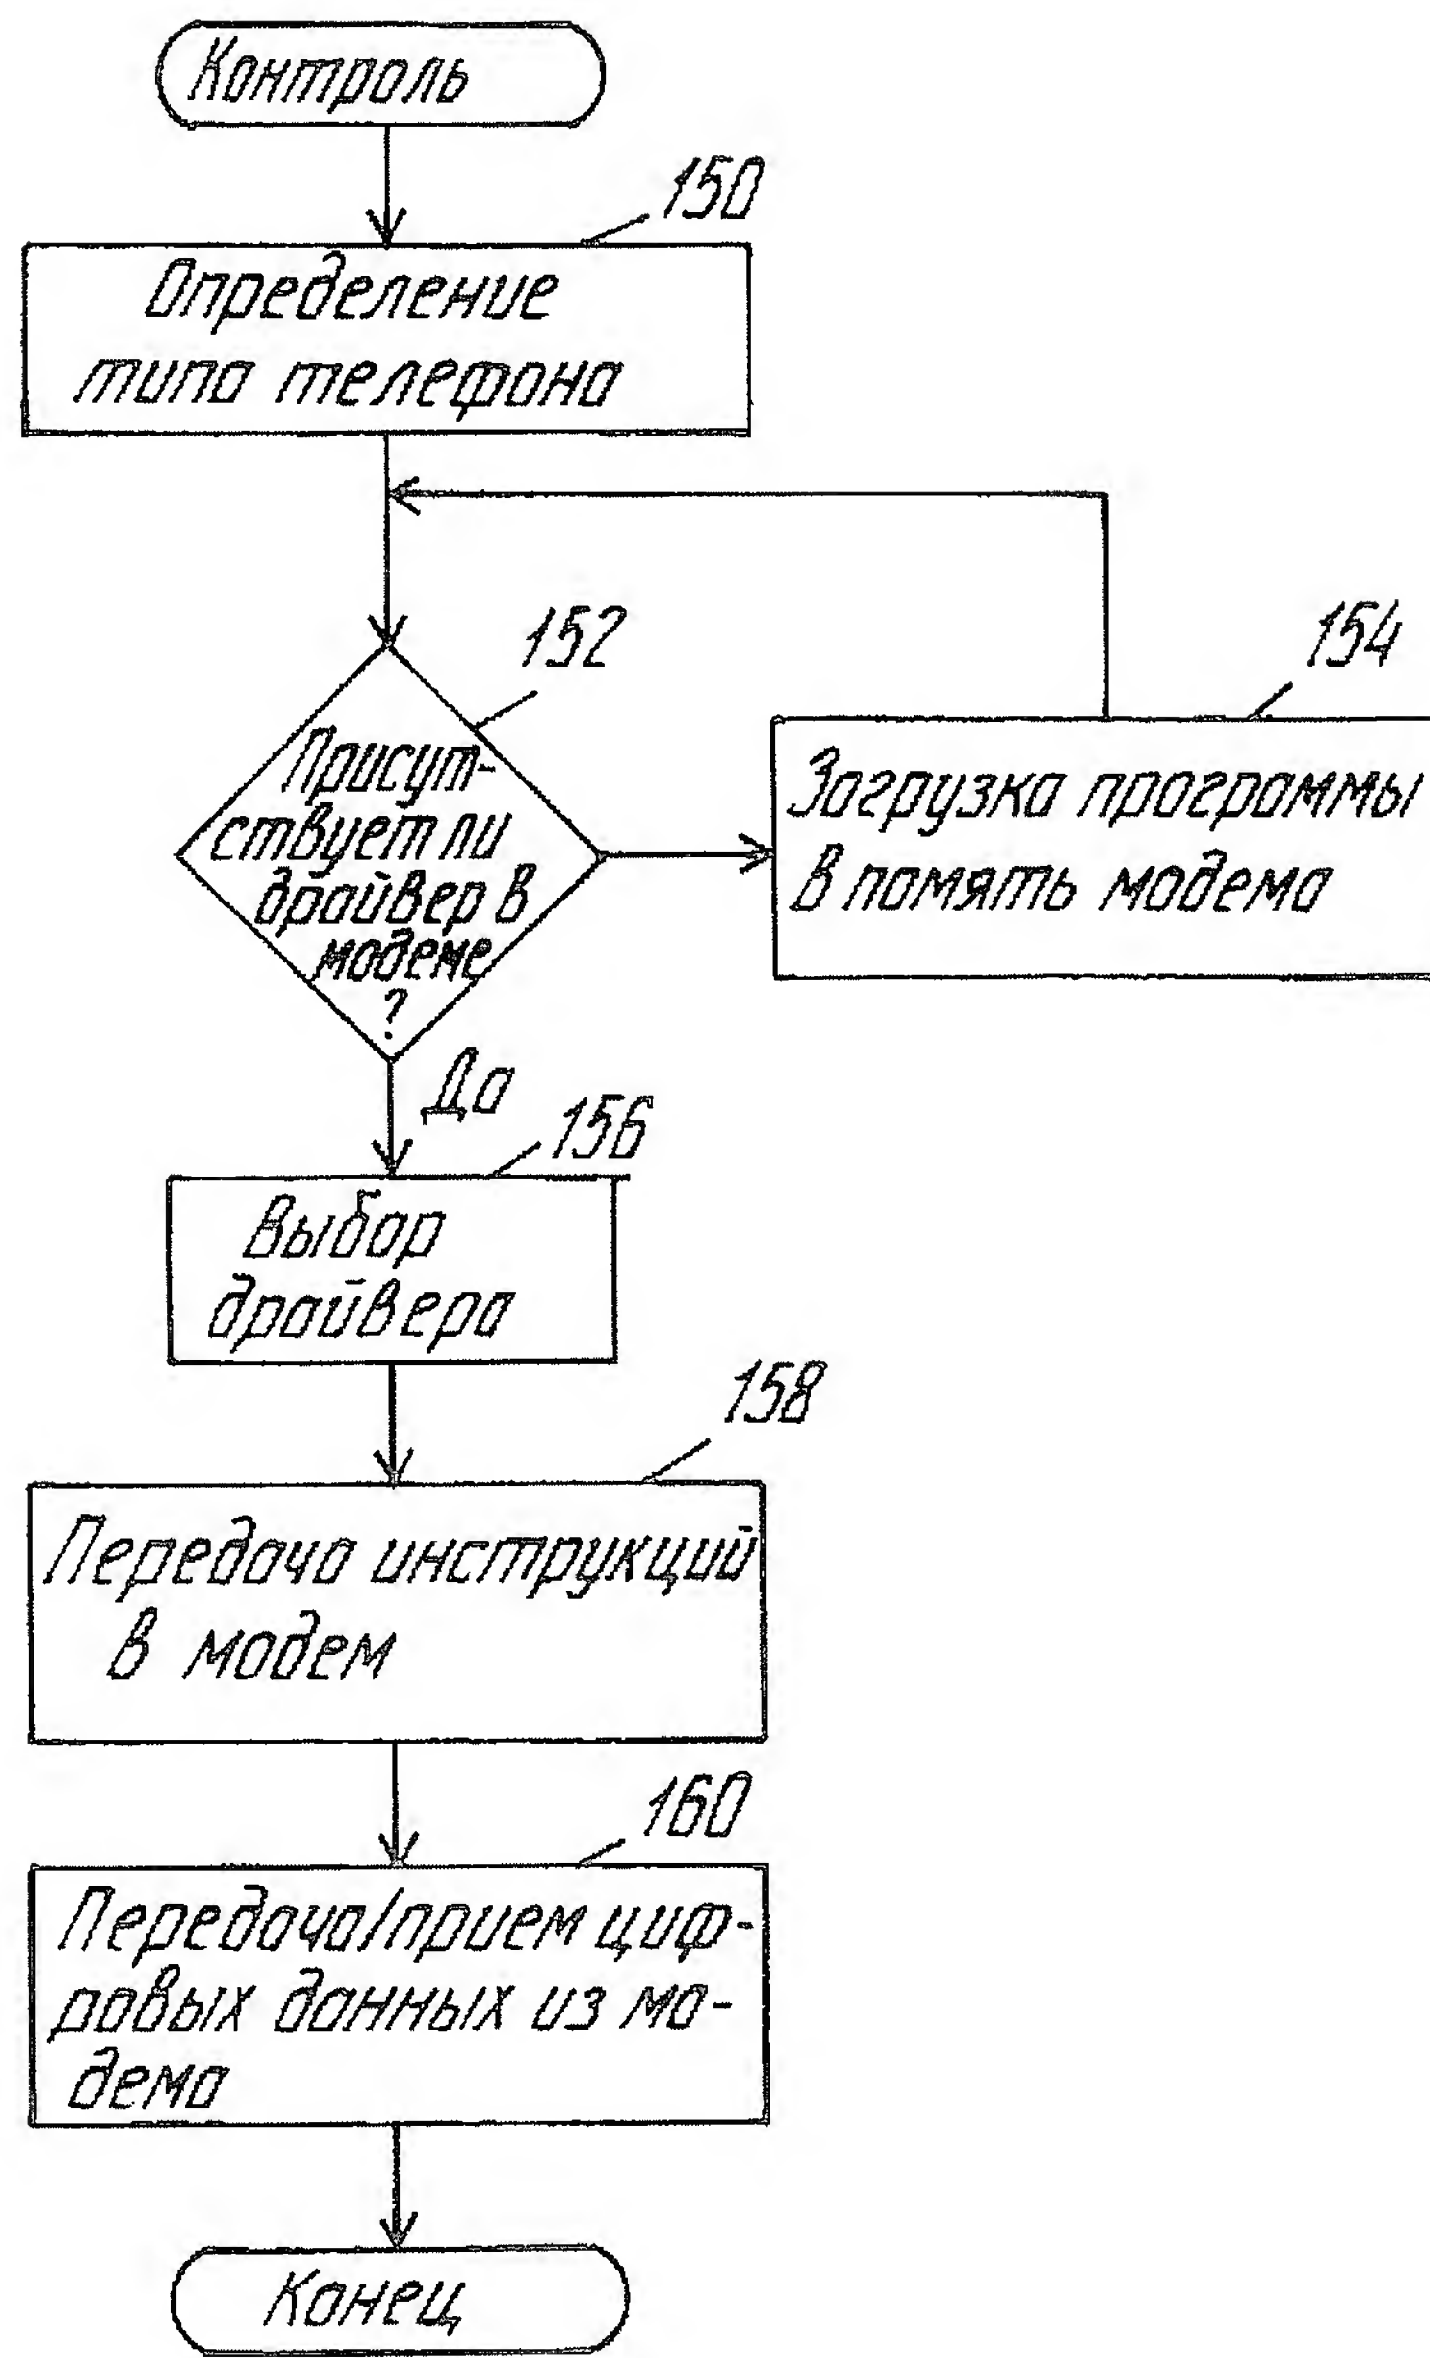 Контроль
150
Определение
типа телефона
152
Присут-
ствует ли
драйвер в
модеме
?
154
Загрузка программы
в память модема
Да
156
Выбор
драйвера
158
Передача инструкций
в модем
160
Передача/прием циф-
ровых данных из мо-
дема
Конец